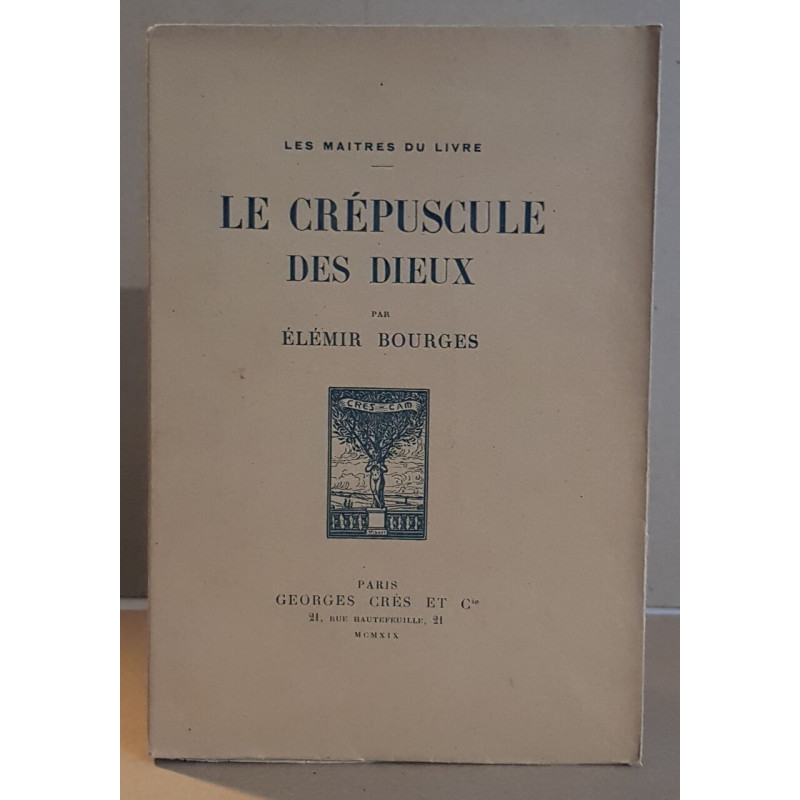 LES MAITRES DU LIVRE
LE CRÉPUSCULE
DES DIEUX
PAR
ÉLÉMIR BOURGES
CRES-CAM
PARIS
GEORGES CRÈS ET Cie
21, RUE HAUTEFEUILLE, 21
MCMXIX